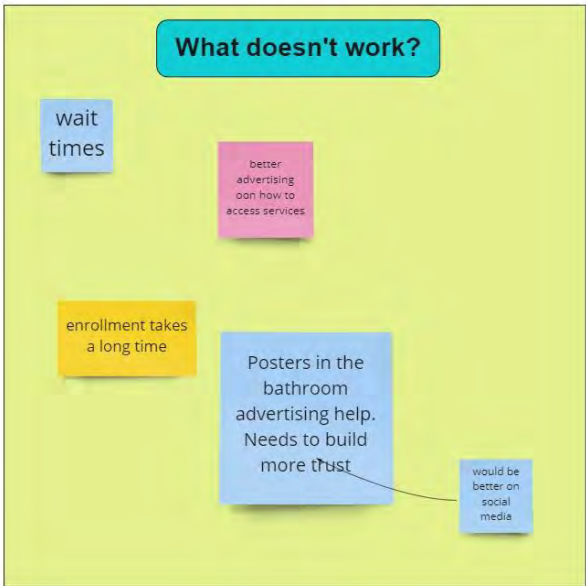 What doesn't work?
wait
times
better
advertising
oon how to
access services
enrollment takes
a long time
Posters in the
bathroom
advertising help.
Needs to build
more trust
would be
better on
social
media